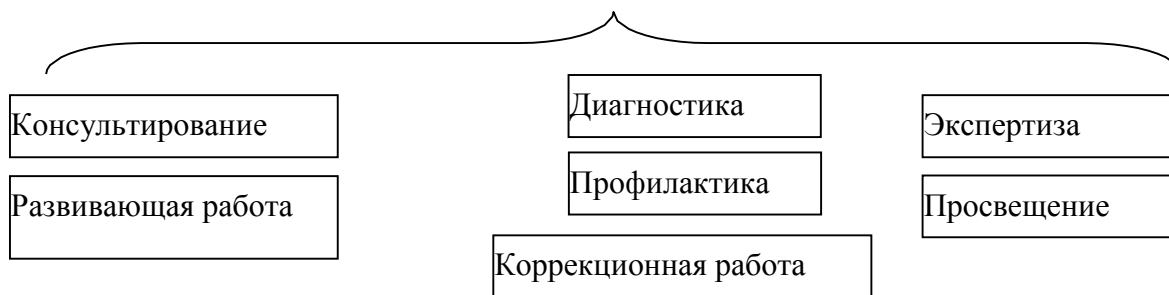 Консультирование
Диагностика
Экспертиза
Развивающая работа
Профилактика
Просвещение
Коррекционная работа